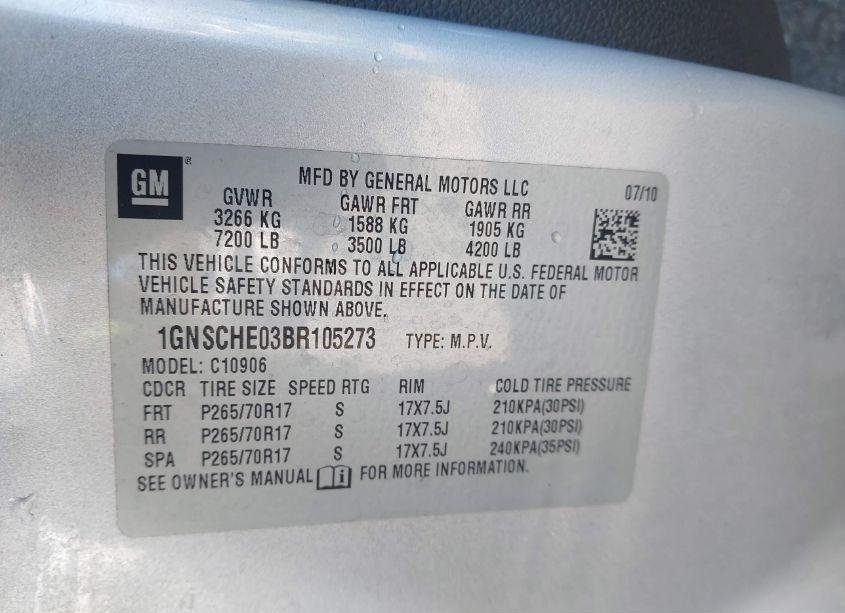 GM ®
MFD BY GENERAL MOTORS LLC 07/10
GVWR GAWR FRT GAWR RR
3266 KG 1588 KG 1905 KG
7200 LB 3500 LB 4200 LB
THIS VEHICLE CONFORMS TO ALL APPLICABLE U.S. FEDERAL MOTOR
VEHICLE SAFETY STANDARDS IN EFFECT ON THE DATE OF
MANUFACTURE SHOWN ABOVE.
1GNSCHE03BR105273 TYPE: M.P.V.
MODEL: C10906
CDCR TIRE SIZE SPEED RTG RIM COLD TIRE PRESSURE
FRT P265/70R17 S 17X7.5J 210KPA(30PSI)
RR P265/70R17 S 17X7.5J 210KPA(30PSI)
SPA P265/70R17 S 17X7.5J 240KPA(35PSI)
SEE OWNER'S MANUAL i FOR MORE INFORMATION.